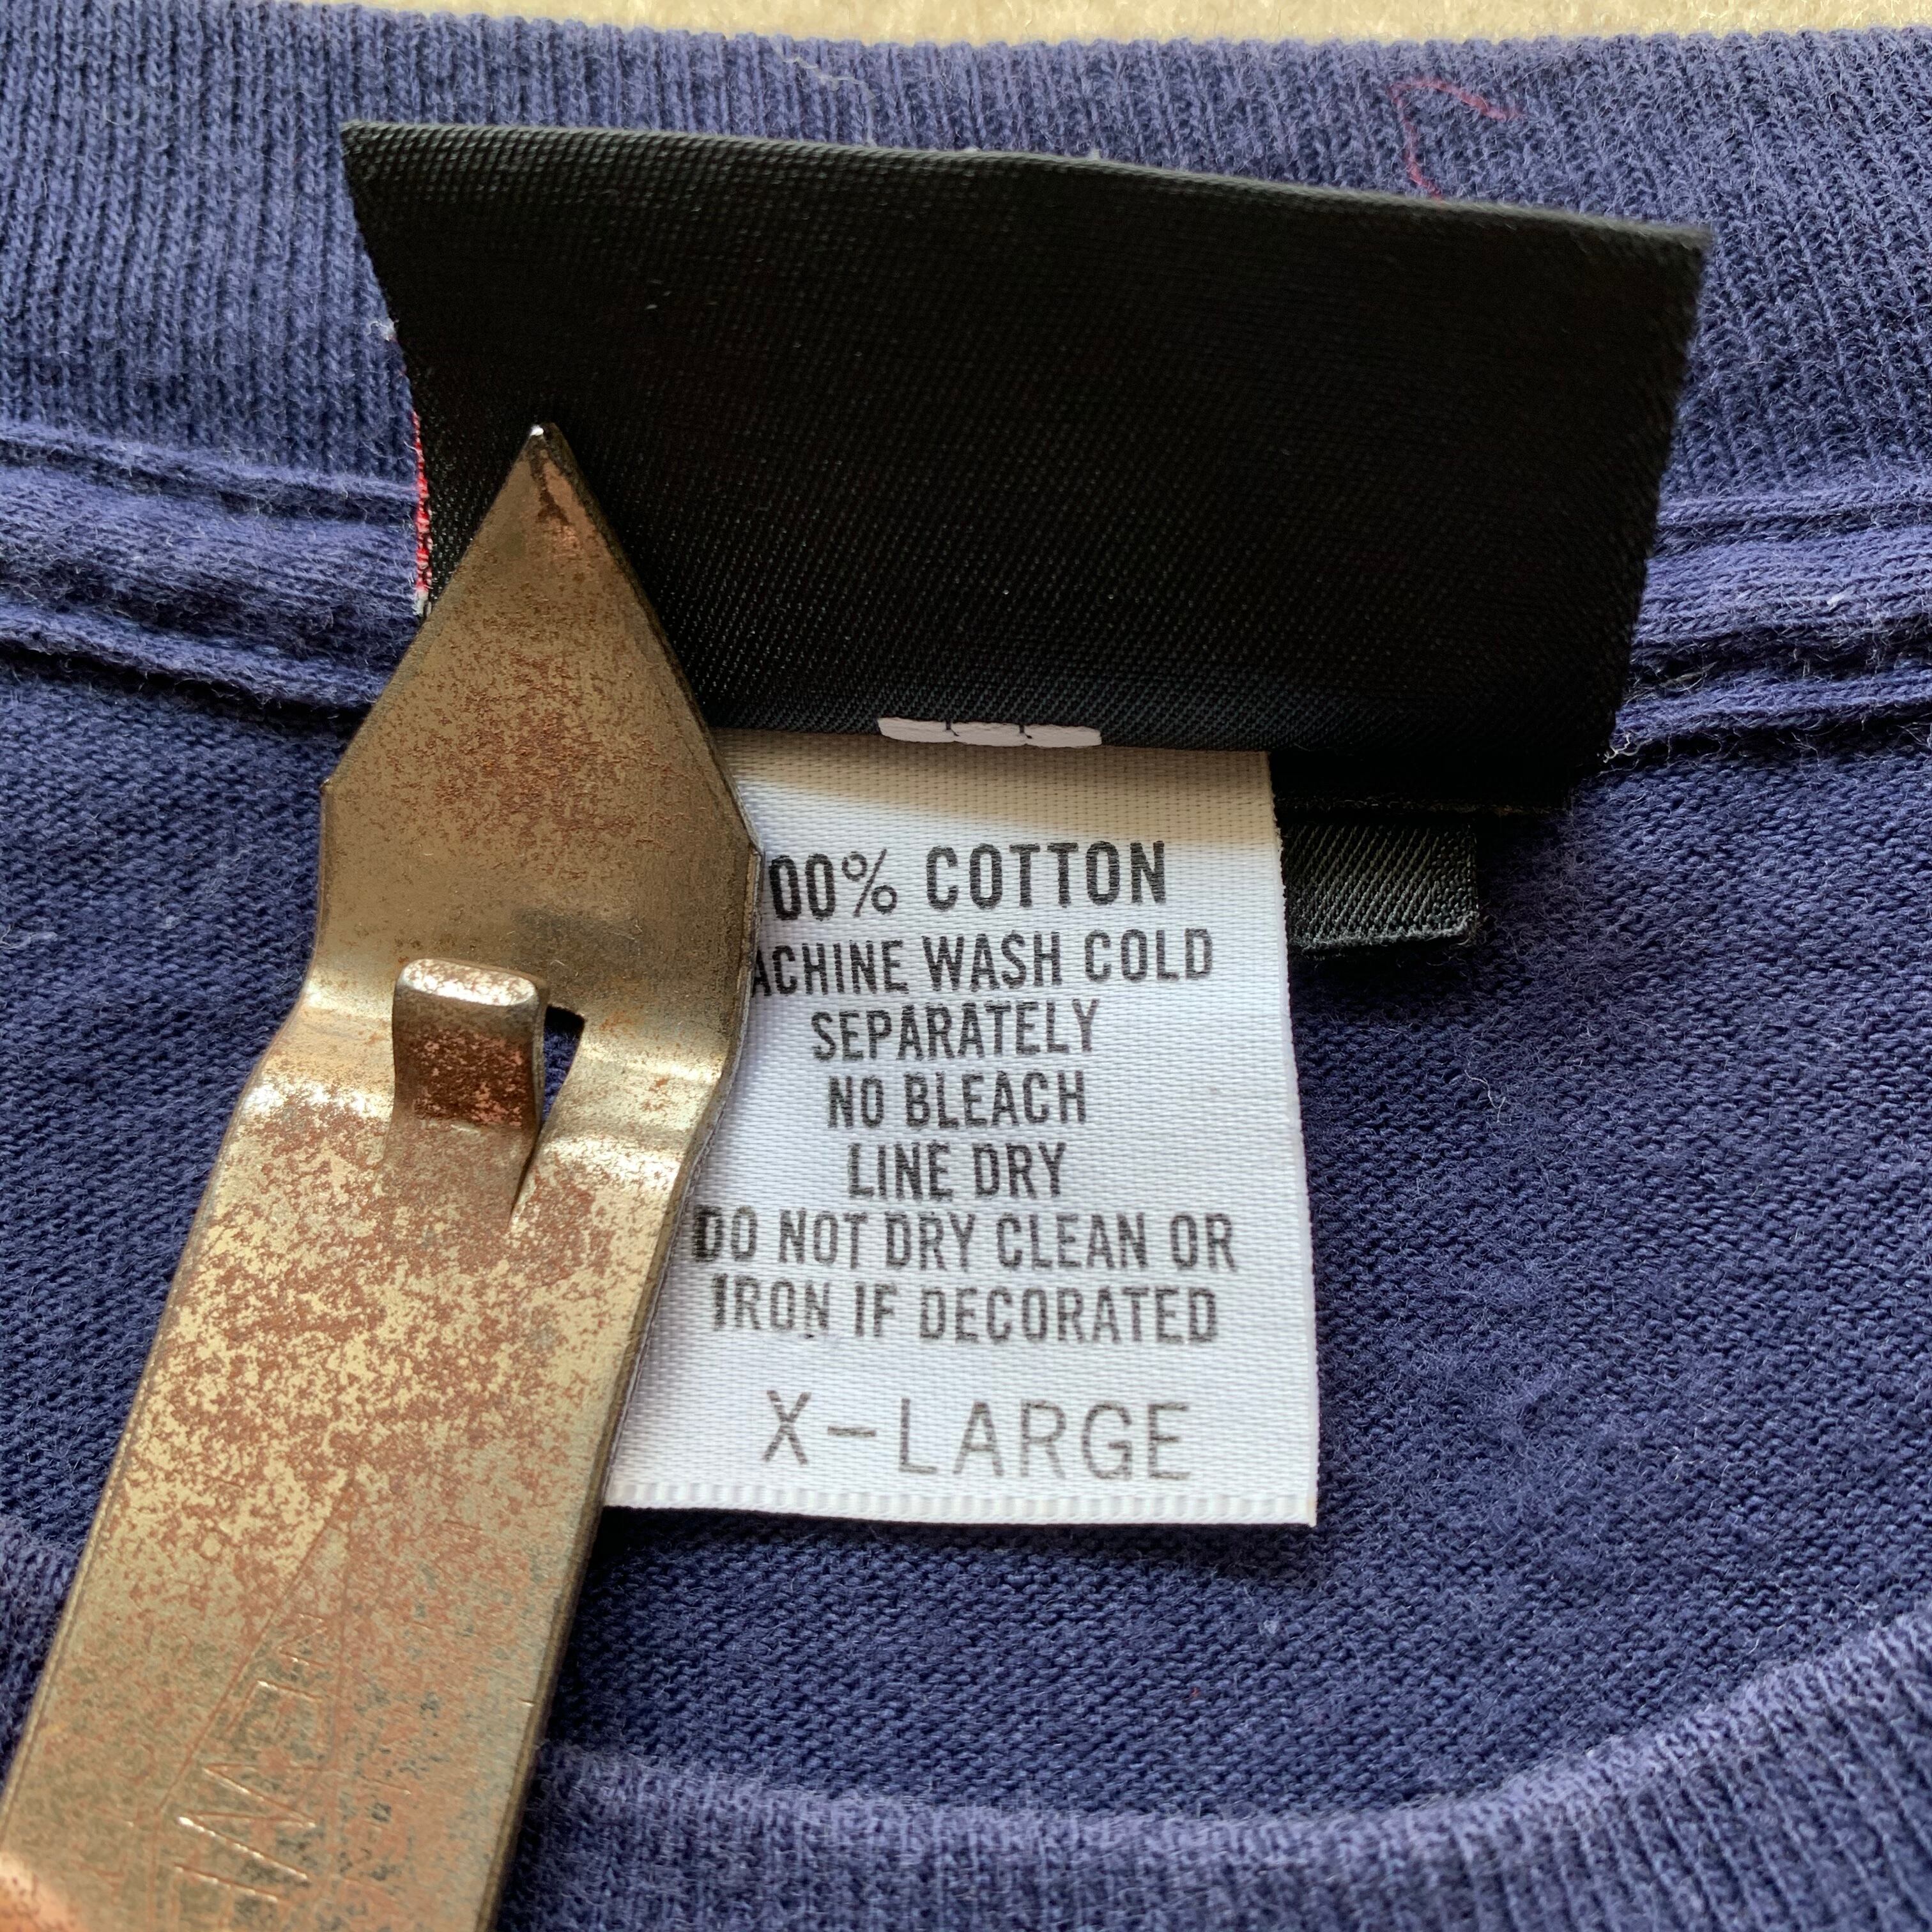 00% COTTON
ACHINE WASH COLD
SEPARATELY
NO BLEACH
LINE DRY
DO NOT DRY CLEAN OR
IRON IF DECORATED
X-LARGE